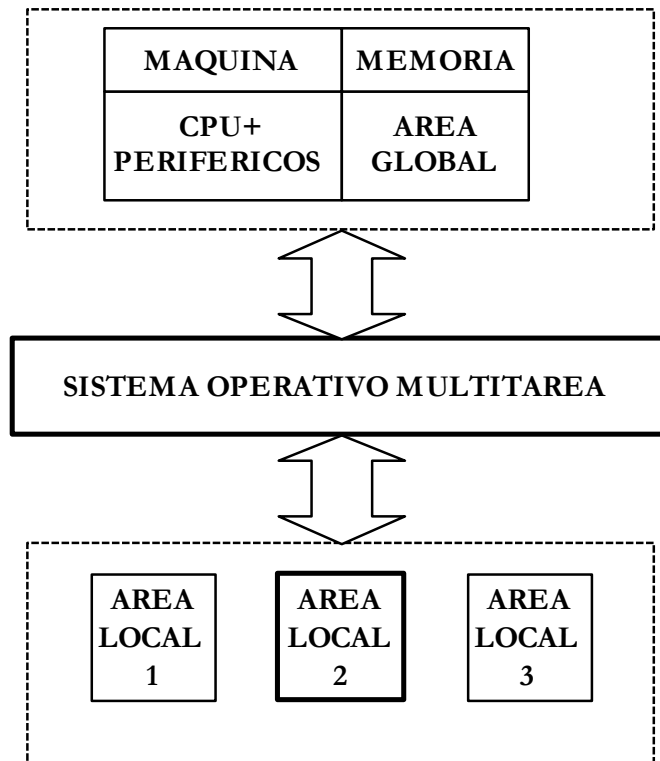 MAQUINA
MEMORIA
CPU+
PERIFERICOS
AREA
GLOBAL
SISTEMA OPERATIVO MULTITAREA
AREA
LOCAL
1
AREA
LOCAL
2
AREA
LOCAL
3